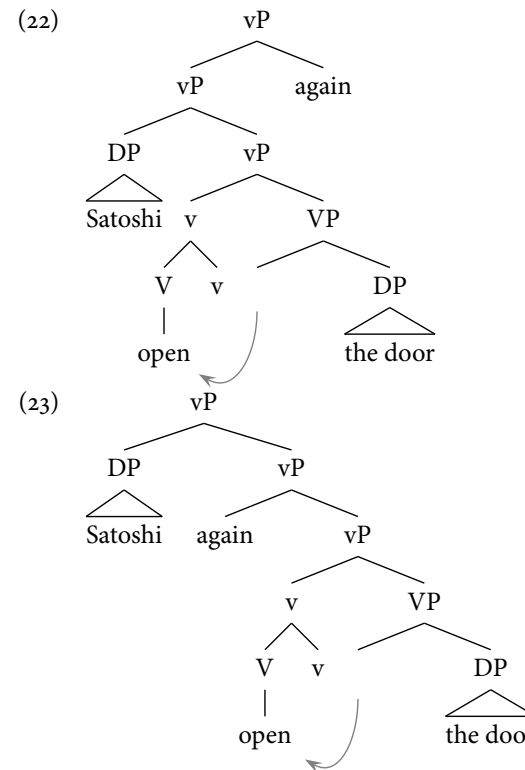 (22) vP
vP again
DP vP
Satoshi v VP
V v DP
open the door
(23) vP
DP vP
Satoshi again vP
v VP
V v DP
open the doo